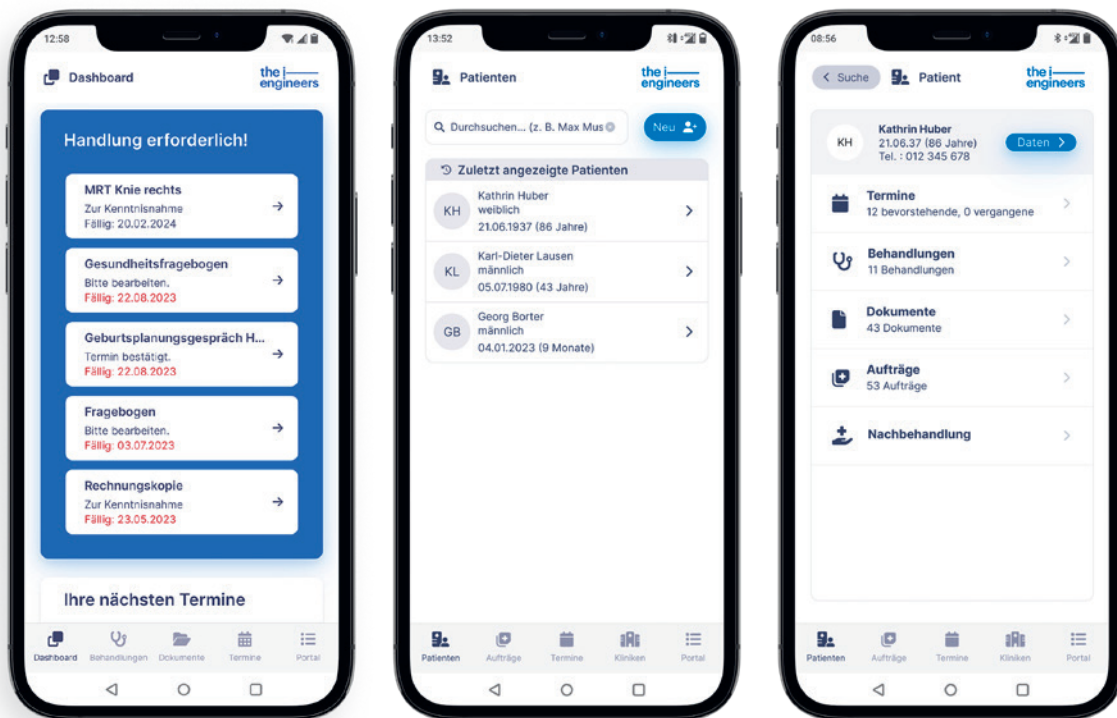 12:58
Dashboard
the i
engineers
Handlung erforderlich!
MRT Knie rechts
Zur Kenntnisnahme
Fällig: 20.02.2024
Gesundheitsfragebogen
Bitte bearbeiten.
Fällig: 22.08.2023
Geburtsplanungsgespräch H...
Termin bestätigt.
Fällig: 22.08.2023
Fragebogen
Bitte bearbeiten.
Fällig: 03.07.2023
Rechnungskopie
Zur Kenntnisnahme
Fällig: 23.05.2023
Ihre nächsten Termine
Dashboard Behandlungen Dokumente Termine Portal
13:52
Patienten
the i
engineers
Durchsuchen... (z. B. Max Mus
Neu
Zuletzt angezeigte Patienten
KH
Kathrin Huber
weiblich
21.06.1937 (86 Jahre)
KL
Karl-Dieter Lausen
männlich
05.07.1980 (43 Jahre)
GB
Georg Borter
männlich
04.01.2023 (9 Monate)
Patienten Aufträge Termine Kliniken Portal
08:56
Suche
Patient
the i
engineers
KH
Kathrin Huber
21.06.37 (86 Jahre)
Tel. : 012 345 678
Daten
Termine
12 bevorstehende, 0 vergangene
Behandlungen
11 Behandlungen
Dokumente
43 Dokumente
Aufträge
53 Aufträge
Nachbehandlung
Patienten Aufträge Termine Kliniken Portal